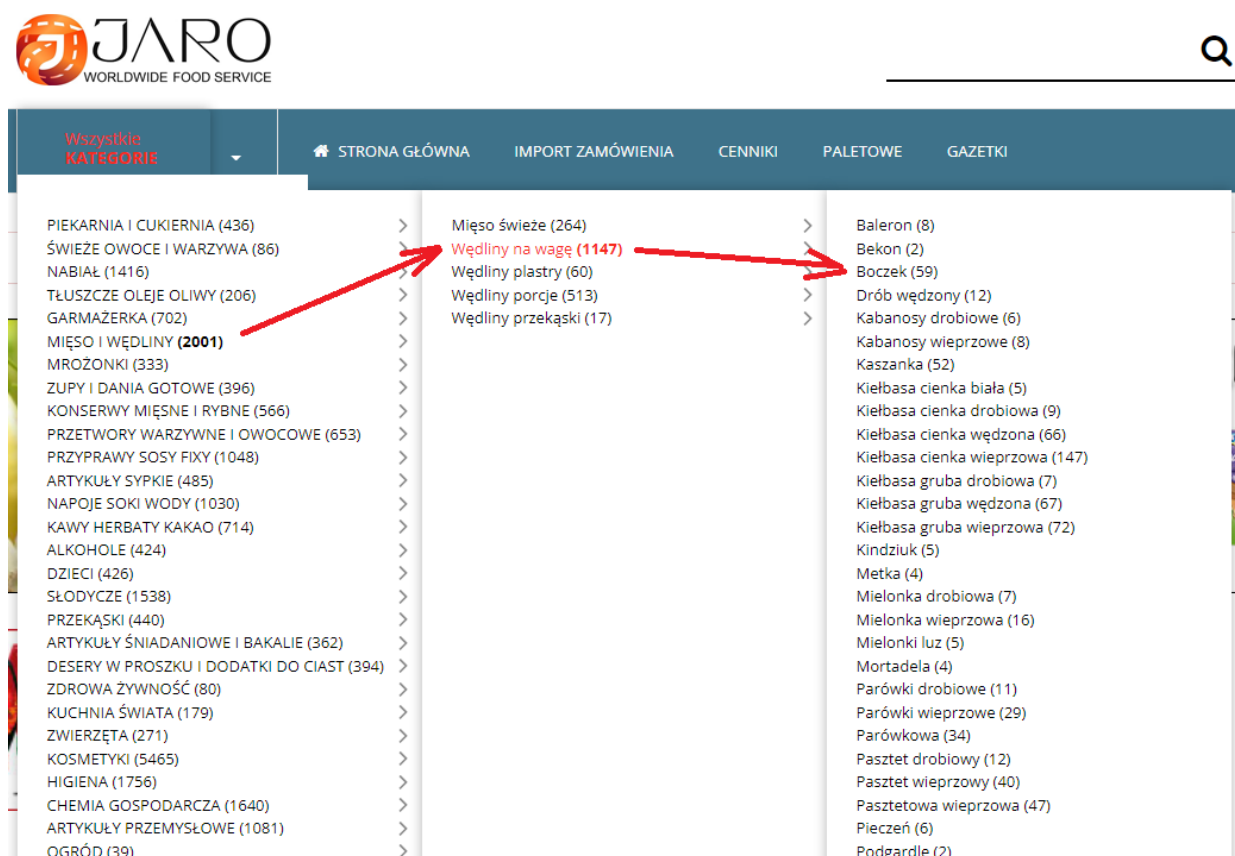 JARO
WORLDWIDE FOOD SERVICE
Wszystkie
KATEGORIE
STRONA GŁÓWNA
IMPORT ZAMÓWIENIA
CENNIKI
PALETOWE
GAZETKI
PIEKARNIA I CUKIERNIA (436)
ŚWIEŻE OWOCE I WARZYWA (86)
NABIAŁ (1416)
TŁUSZCZE OLEJE OLIWY (206)
GARMAŻERKA (702)
MIĘSO I WĘDLINY (2001)
MROŻONKI (333)
ZUPY I DANIA GOTOWE (396)
KONSERWY MIĘSNE I RYBNE (566)
PRZETWORY WARZYWNE I OWOCOWE (653)
PRZYPRAWY SOSY FIXY (1048)
ARTYKUŁY SYPKIE (485)
NAPOJE SOKI WODY (1030)
KAWY HERBATY KAKAO (714)
ALKOHOLE (424)
DZIECI (426)
SŁODYCZE (1538)
PRZEKĄSKI (440)
ARTYKUŁY ŚNIADANIOWE I BAKALIE (362)
DESERY W PROSZKU I DODATKI DO CIAST (394)
ZDROWA ŻYWNOŚĆ (80)
KUCHNIA ŚWIATA (179)
ZWIERZĘTA (271)
KOSMETYKI (5465)
HIGIENA (1756)
CHEMIA GOSPODARCZA (1640)
ARTYKUŁY PRZEMYSŁOWE (1081)
OGRÓD (39)
Mięso świeże (264)
Wędliny na wagę (1147)
Wędliny plastry (60)
Wędliny porcje (513)
Wędliny przekąski (17)
Baleron (8)
Bekon (2)
Boczek (59)
Drób wędzony (12)
Kabanosy drobiowe (6)
Kabanosy wieprzowe (8)
Kaszanka (52)
Kiełbasa cienka biała (5)
Kiełbasa cienka drobiowa (9)
Kiełbasa cienka wędzona (66)
Kiełbasa cienka wieprzowa (147)
Kiełbasa gruba drobiowa (7)
Kiełbasa gruba wędzona (67)
Kiełbasa gruba wieprzowa (72)
Kindziuk (5)
Metka (4)
Mielonka drobiowa (7)
Mielonka wieprzowa (16)
Mielonki luz (5)
Mortadela (4)
Parówki drobiowe (11)
Parówki wieprzowe (29)
Parówkowa (34)
Pasztet drobiowy (12)
Pasztet wieprzowy (40)
Pasztetowa wieprzowa (47)
Pieczeń (6)
Podgardle (2)